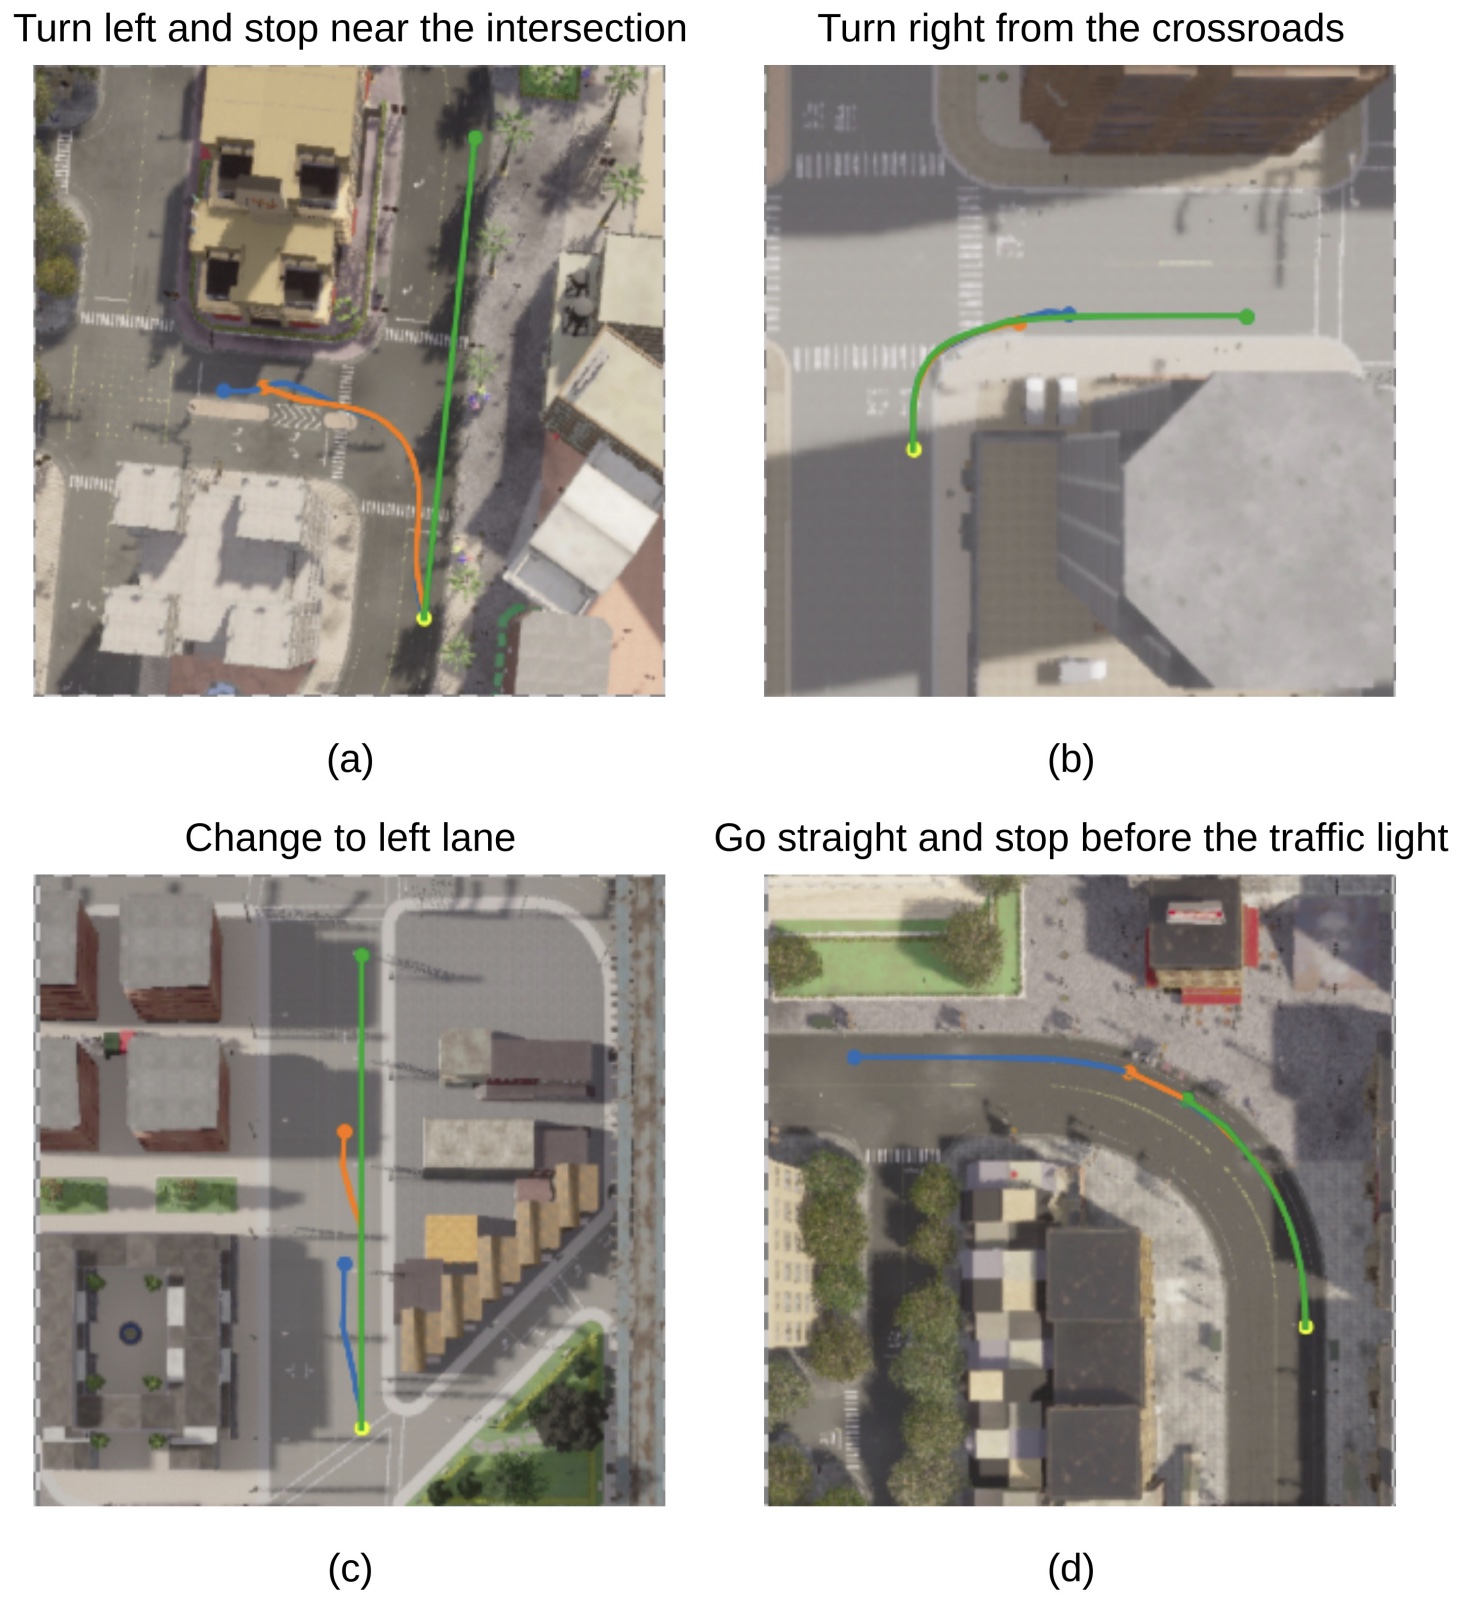 Turn left and stop near the intersection
Turn right from the crossroads
(a)
(b)
Change to left lane
Go straight and stop before the traffic light
(c)
(d)